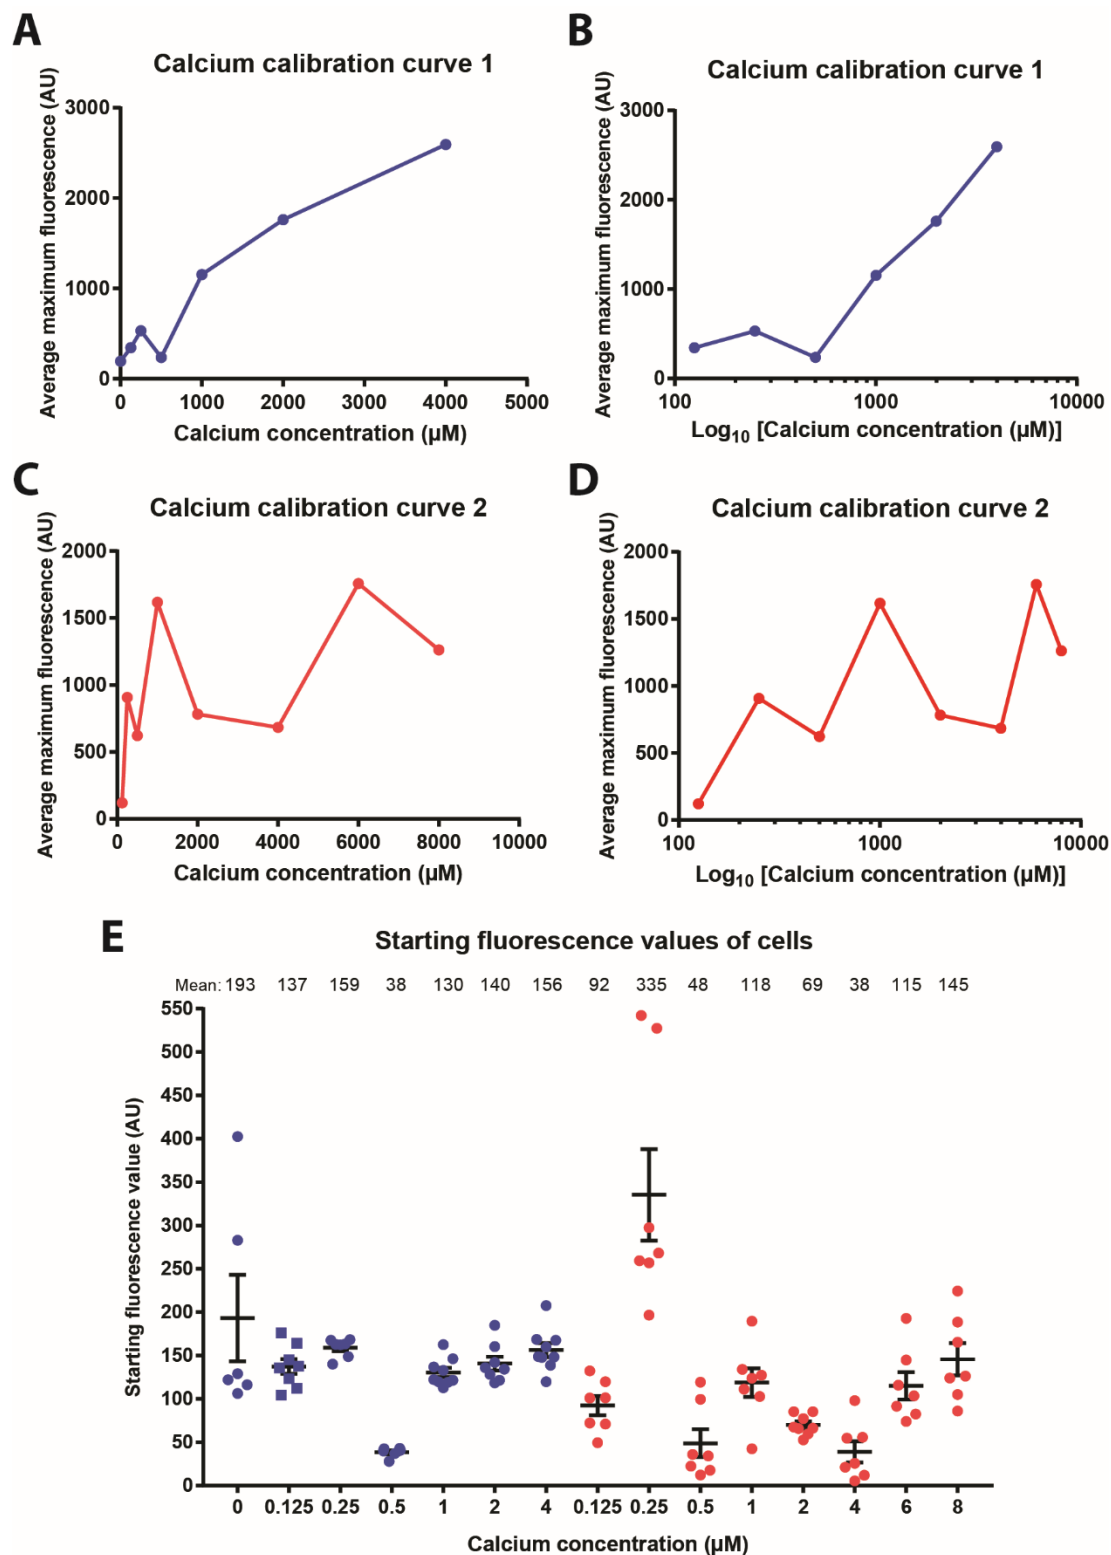 A
Calcium calibration curve 1
Average maximum fluorescence (AU)
3000
2000
1000
0
0 1000 2000 3000 4000 5000
Calcium concentration (µM)
B
Calcium calibration curve 1
Average maximum fluorescence (AU)
3000
2000
1000
0
100 1000 10000
Log10 [Calcium concentration (µM)]
C
Calcium calibration curve 2
Average maximum fluorescence (AU)
2000
1500
1000
500
0
0 2000 4000 6000 8000 10000
Calcium concentration (µM)
D
Calcium calibration curve 2
Average maximum fluorescence (AU)
2000
1500
1000
500
0
100 1000 10000
Log10 [Calcium concentration (µM)]
E
Starting fluorescence values of cells
Mean: 193 137 159 38 130 140 156 92 335 48 118 69 38 115 145
Starting fluorescence value (AU)
550
500
450
400
350
300
250
200
150
100
50
0
0 0.125 0.25 0.5 1 2 4 0.125 0.25 0.5 1 2 4 6 8
Calcium concentration (µM)